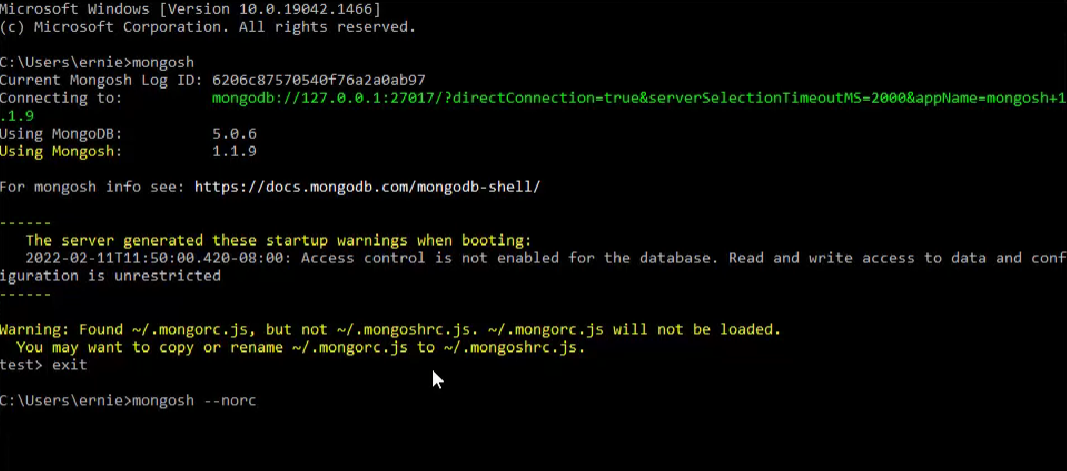 Microsoft Windows [Version 10.0.19042.1466]
(c) Microsoft Corporation. All rights reserved.
C:\Users\ernie>mongosh
Current Mongosh Log ID: 6206c87570540f76a2a0ab97
Connecting to: mongodb://127.0.0.1:27017/?directConnection=true&serverSelectionTimeoutMS=2000&appName=mongosh+1
.1.9
Using MongoDB: 5.0.6
Using Mongosh: 1.1.9
For mongosh info see: https://docs.mongodb.com/mongodb-shell/
------
The server generated these startup warnings when booting:
2022-02-11T11:50:00.420-08:00: Access control is not enabled for the database. Read and write access to data and conf
iguration is unrestricted
------
Warning: Found ~/.mongorc.js, but not ~/.mongoshrc.js. ~/.mongorc.js will not be loaded.
You may want to copy or rename ~/.mongorc.js to ~/.mongoshrc.js.
test> exit
C:\Users\ernie>mongosh --norc